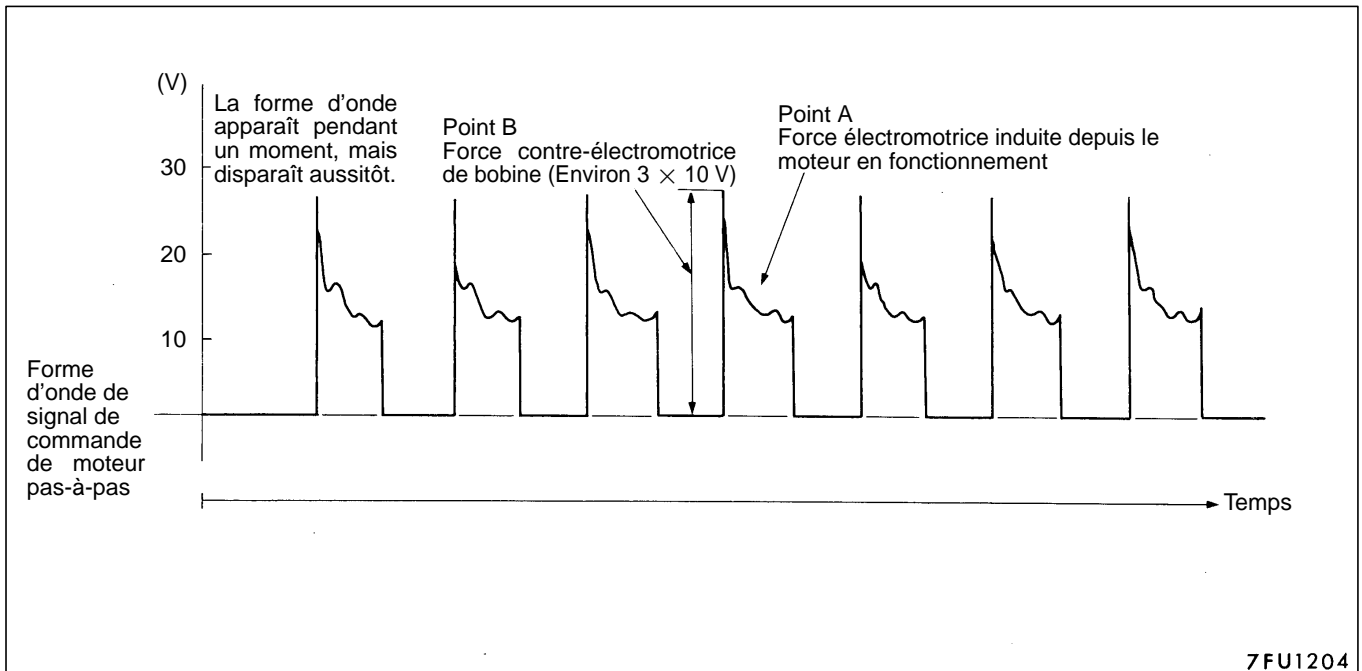 (V)
La forme d'onde
apparaît pendant
un moment, mais
disparaît aussitôt.
Point B
Force contre-électromotrice
de bobine (Environ 3 × 10 V)
Point A
Force électromotrice induite depuis le
moteur en fonctionnement
30
20
10
Forme
d'onde de
signal de
commande
de moteur
pas-à-pas
Temps
7FU1204